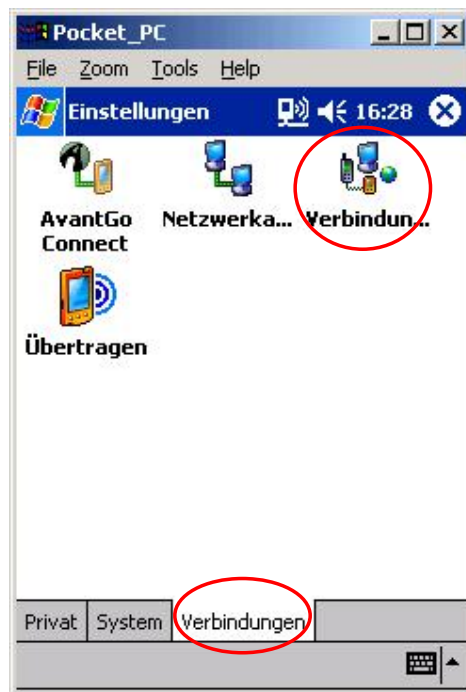 Pocket_PC
File Zoom Tools Help
Einstellungen 16:28
AvantGo Connect
Netzwerka...
Verbindun...
Übertragen
Privat System Verbindungen